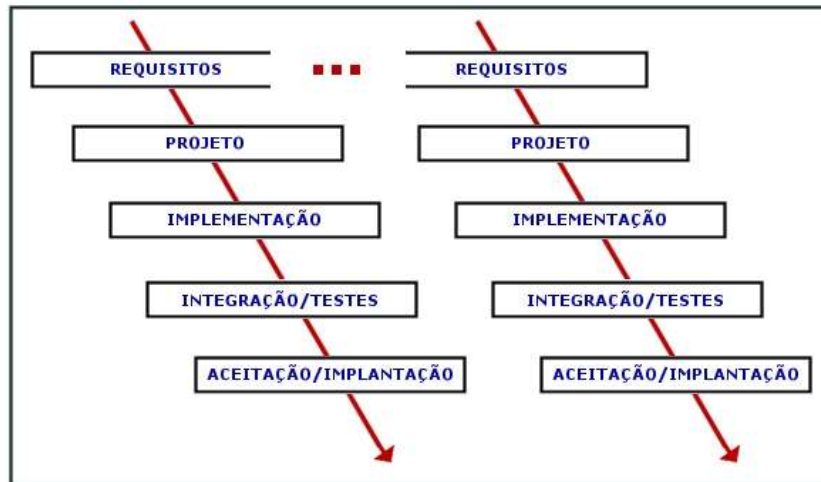 REQUISITOS
PROJETO
IMPLEMENTAÇÃO
INTEGRAÇÃO/TESTES
ACEITAÇÃO/IMPLANTAÇÃO
REQUISITOS
PROJETO
IMPLEMENTAÇÃO
INTEGRAÇÃO/TESTES
ACEITAÇÃO/IMPLANTAÇÃO